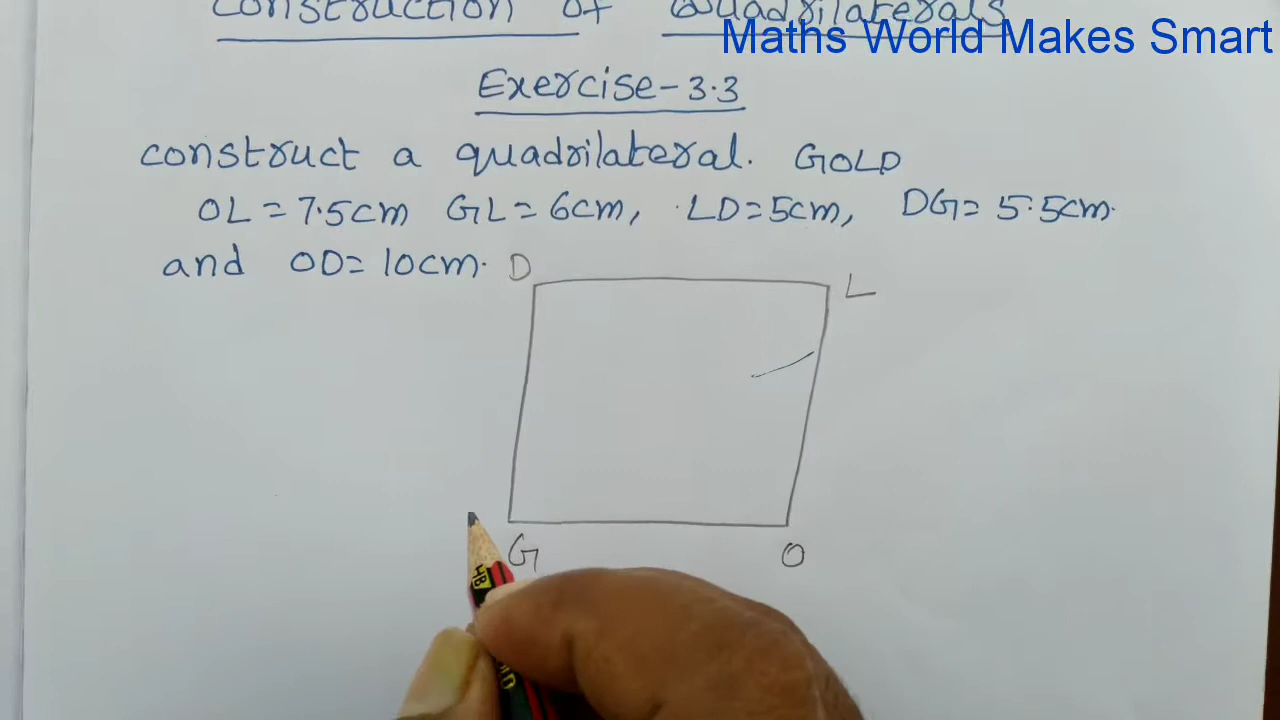 Construction of Quadrilaterals
Maths World Makes Smart
Exercise-3.3
construct a quadrilateral. GOLD
OL = 7.5cm GL = 6cm, LD=5cm, DG= 5.5cm.
and OD= 10cm.
D
L
G
O
4B